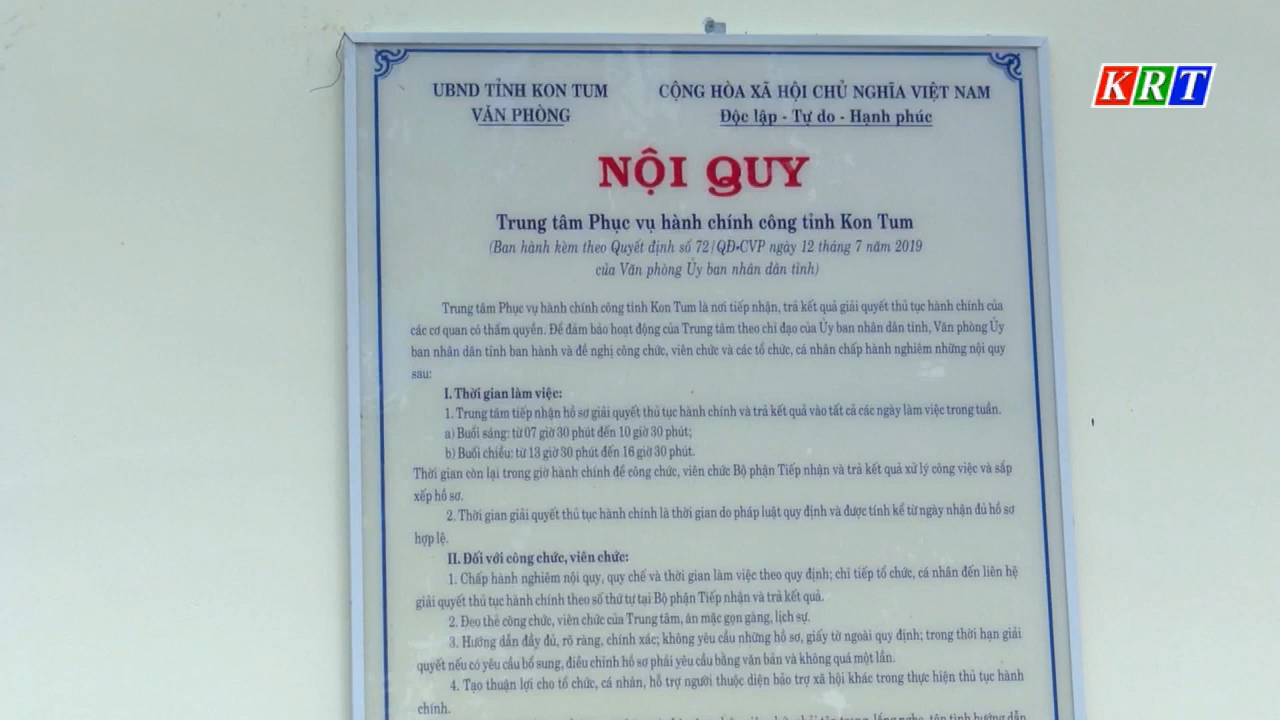 KRT
UBND TỈNH KON TUM
VĂN PHÒNG
CỘNG HÒA XÃ HỘI CHỦ NGHĨA VIỆT NAM
Độc lập - Tự do - Hạnh phúc
NỘI QUY
Trung tâm Phục vụ hành chính công tỉnh Kon Tum
(Ban hành kèm theo Quyết định số 72/QĐ-CVP ngày 12 tháng 7 năm 2019
của Văn phòng Ủy ban nhân dân tỉnh)
Trung tâm Phục vụ hành chính công tỉnh Kon Tum là nơi tiếp nhận, trả kết quả giải quyết thủ tục hành chính của
các cơ quan có thẩm quyền. Để đảm bảo hoạt động của Trung tâm theo chỉ đạo của Ủy ban nhân dân tỉnh, Văn phòng Ủy
ban nhân dân tỉnh ban hành và đề nghị công chức, viên chức và các tổ chức, cá nhân chấp hành nghiêm những nội quy
sau:
I. Thời gian làm việc:
1. Trung tâm tiếp nhận hồ sơ giải quyết thủ tục hành chính và trả kết quả vào tất cả các ngày làm việc trong tuần.
a) Buổi sáng: từ 07 giờ 30 phút đến 10 giờ 30 phút;
b) Buổi chiều: từ 13 giờ 30 phút đến 16 giờ 30 phút.
Thời gian còn lại trong giờ hành chính để công chức, viên chức Bộ phận Tiếp nhận và trả kết quả xử lý công việc và sắp
xếp hồ sơ.
2. Thời gian giải quyết thủ tục hành chính là thời gian do pháp luật quy định và được tính kể từ ngày nhận đủ hồ sơ
hợp lệ.
II. Đối với công chức, viên chức:
1. Chấp hành nghiêm nội quy, quy chế và thời gian làm việc theo quy định; chỉ tiếp tổ chức, cá nhân đến liên hệ
giải quyết thủ tục hành chính theo số thứ tự tại Bộ phận Tiếp nhận và trả kết quả.
2. Đeo thẻ công chức, viên chức của Trung tâm, ăn mặc gọn gàng, lịch sự.
3. Hướng dẫn đầy đủ, rõ ràng, chính xác; không yêu cầu những hồ sơ, giấy tờ ngoài quy định; trong thời hạn giải
quyết nếu có yêu cầu bổ sung, điều chỉnh hồ sơ phải yêu cầu bằng văn bản và không quá một lần.
4. Tạo thuận lợi cho tổ chức, cá nhân, hỗ trợ người thuộc diện bảo trợ xã hội khác trong thực hiện thủ tục hành
chính.